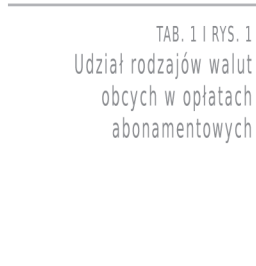 TAB. 1 I RYS. 1
Udział rodzajów walut
obcych w opłatach
abonamentowych